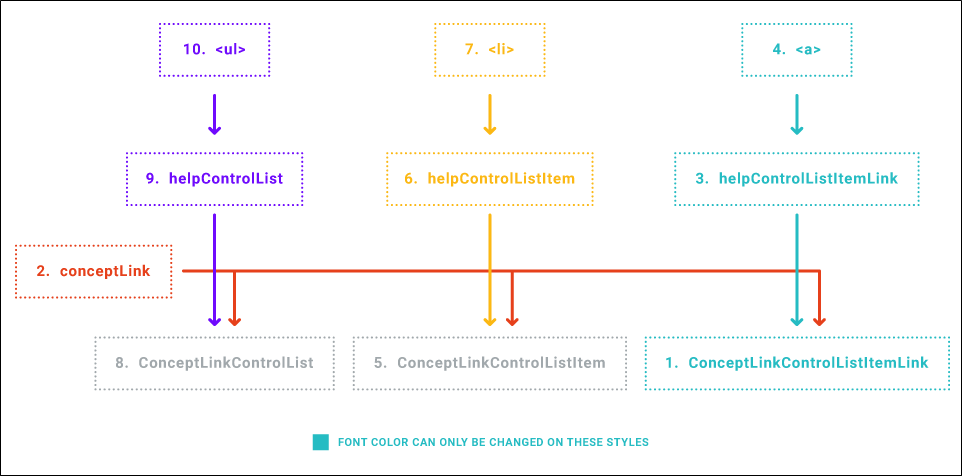 10. <ul>
7. <li>
4. <a>
9. helpControlList
6. helpControlListItem
3. helpControlListItemLink
2. conceptLink
8. ConceptLinkControlList
5. ConceptLinkControlListItem
1. ConceptLinkControlListItemLink
FONT COLOR CAN ONLY BE CHANGED ON THESE STYLES